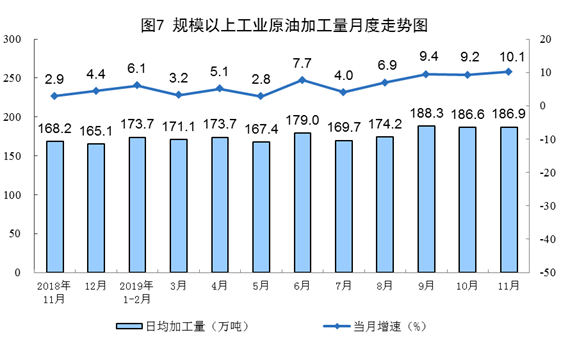 图7 规模以上工业原油加工量月度走势图
300 250 200 150 100 50 0
20 10 0 -10 -20 -30 -40 -50
2.9 4.4 6.1 3.2 5.1 2.8 7.7 4.0 6.9 9.4 9.2 10.1
168.2 165.1 173.7 171.1 173.7 167.4 179.0 169.7 174.2 188.3 186.6 186.9
2018年 12月 2019年 3月 4月 5月 6月 7月 8月 9月 10月 11月
11月 1-2月
日均加工量（万吨） 当月增速（%）